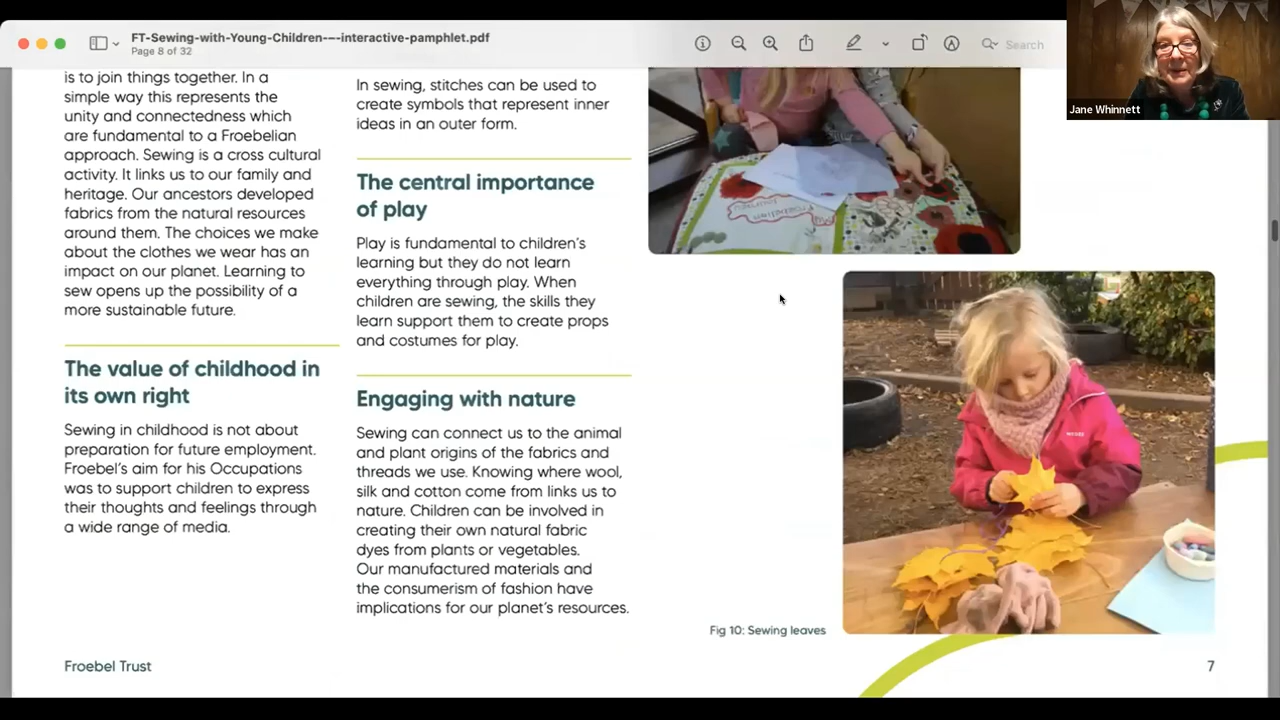 FT-Sewing-with-Young-Children-–-interactive-pamphlet.pdf
Page 8 of 32
Search
Jane Whinnett
is to join things together. In a
simple way this represents the
unity and connectedness which
are fundamental to a Froebelian
approach. Sewing is a cross cultural
activity. It links us to our family and
heritage. Our ancestors developed
fabrics from the natural resources
around them. The choices we make
about the clothes we wear has an
impact on our planet. Learning to
sew opens up the possibility of a
more sustainable future.
The value of childhood in
its own right
Sewing in childhood is not about
preparation for future employment.
Froebel's aim for his Occupations
was to support children to express
their thoughts and feelings through
a wide range of media.
In sewing, stitches can be used to
create symbols that represent inner
ideas in an outer form.
The central importance
of play
Play is fundamental to children's
learning but they do not learn
everything through play. When
children are sewing, the skills they
learn support them to create props
and costumes for play.
Engaging with nature
Sewing can connect us to the animal
and plant origins of the fabrics and
threads we use. Knowing where wool,
silk and cotton come from links us to
nature. Children can be involved in
creating their own natural fabric
dyes from plants or vegetables.
Our manufactured materials and
the consumerism of fashion have
implications for our planet's resources.
Fig 10: Sewing leaves
Froebel Trust
7